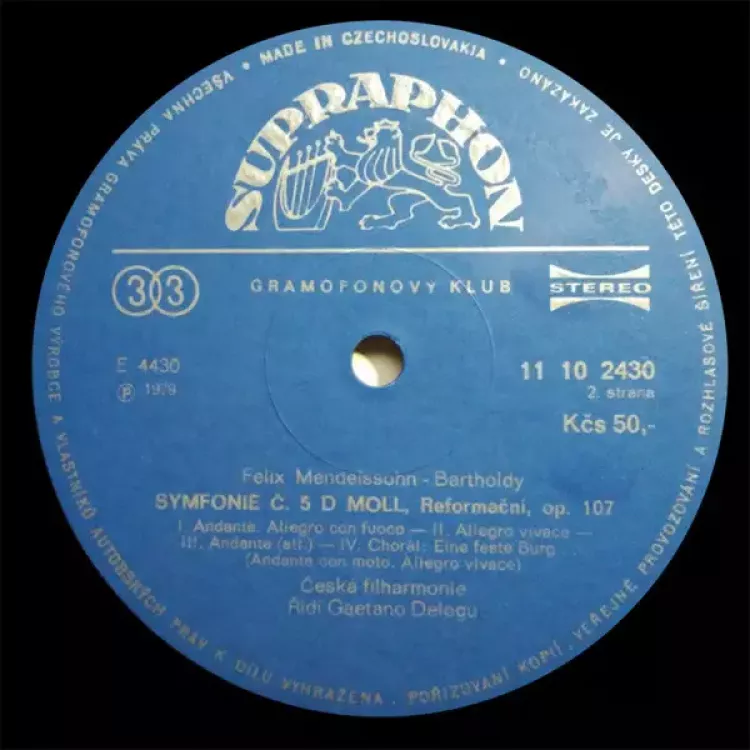 MADE IN CZECHOSLOVAKIA •
VŠECHNA PRÁVA GRAMOFONOVÉHO VÝROBCE A VLASTNÍKŮ AUTORSKÝCH PRÁV K DÍLU VYHRAŽENA. POŘIZOVÁNÍ KOPIÍ, VEŘEJNÉ PROVOZOVÁNÍ A ROZHLASOVÉ ŠÍŘENÍ TÉTO DESKY JE ZAKÁZÁNO •
SUPRAPHON
33 GRAMOFONOVÝ KLUB STEREO
E 4430 11 10 2430
Ⓟ 1979 2. strana
Kčs 50,-
Felix Mendelssohn - Bartholdy
SYMFONIE Č. 5 D MOLL, Reformační, op. 107
I. Andante. Allegro con fuoco — II. Allegro vivace —
III. Andante (atf.) — IV. Chorál: Eine feste Burg
(Andante con moto. Allegro vivace)
Česká filharmonie
Řídí Gaetano Delogu